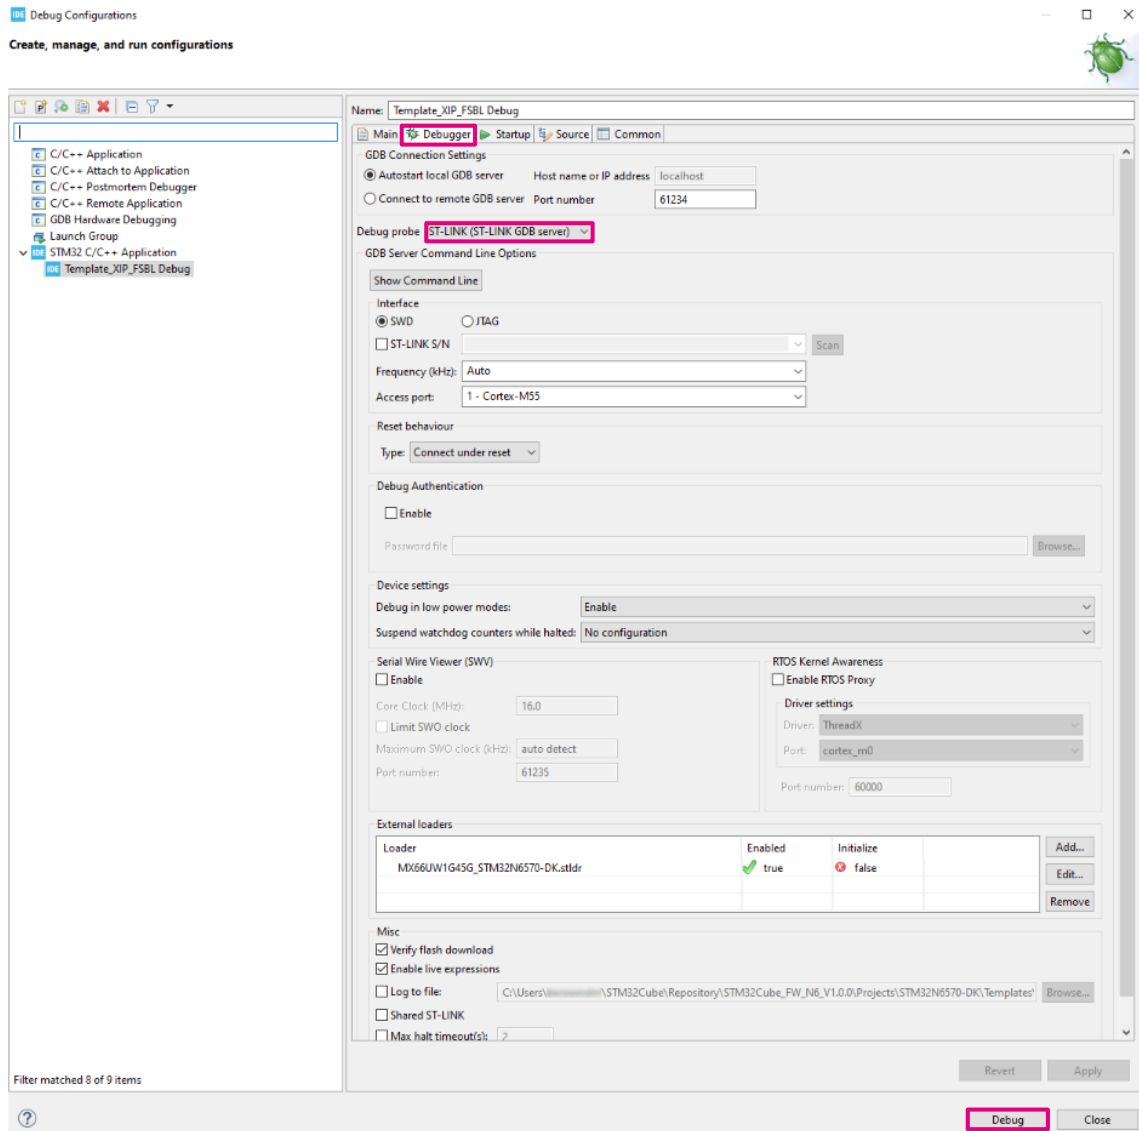 IDE Debug Configurations
Create, manage, and run configurations
Name: Template_XIP_FSBL Debug
Main Debugger Startup Source Common
C/C++ Application
C/C++ Attach to Application
C/C++ Postmortem Debugger
C/C++ Remote Application
GDB Hardware Debugging
Launch Group
IDE STM32 C/C++ Application
IDE Template_XIP_FSBL Debug
Filter matched 8 of 9 items
GDB Connection Settings
Autostart local GDB server Host name or IP address localhost
Connect to remote GDB server Port number 61234
Debug probe ST-LINK (ST-LINK GDB server)
GDB Server Command Line Options
Show Command Line
Interface
SWD JTAG
ST-LINK S/N Scan
Frequency (kHz): Auto
Access port: 1 - Cortex-M55
Reset behaviour
Type: Connect under reset
Debug Authentication
Enable
Password file Browse...
Device settings
Debug in low power modes: Enable
Suspend watchdog counters while halted: No configuration
Serial Wire Viewer (SWV)
Enable
Core Clock (MHz): 16.0
Limit SWO clock
Maximum SWO clock (kHz): auto detect
Port number: 61235
RTOS Kernel Awareness
Enable RTOS Proxy
Driver settings
Driver: ThreadX
Port: cortex_m0
Port number: 60000
External loaders
Loader Enabled Initialize
MX66UW1G45G_STM32N6570-DK.stldr true false
Add...
Edit...
Remove
Misc
Verify flash download
Enable live expressions
Log to file: C:\Users\ \STM32Cube\Repository\STM32Cube_FW_N6_V1.0.0\Projects\STM32N6570-DK\Templates\ Browse...
Shared ST-LINK
Max halt timeout(s): 2
Revert Apply
? Debug Close